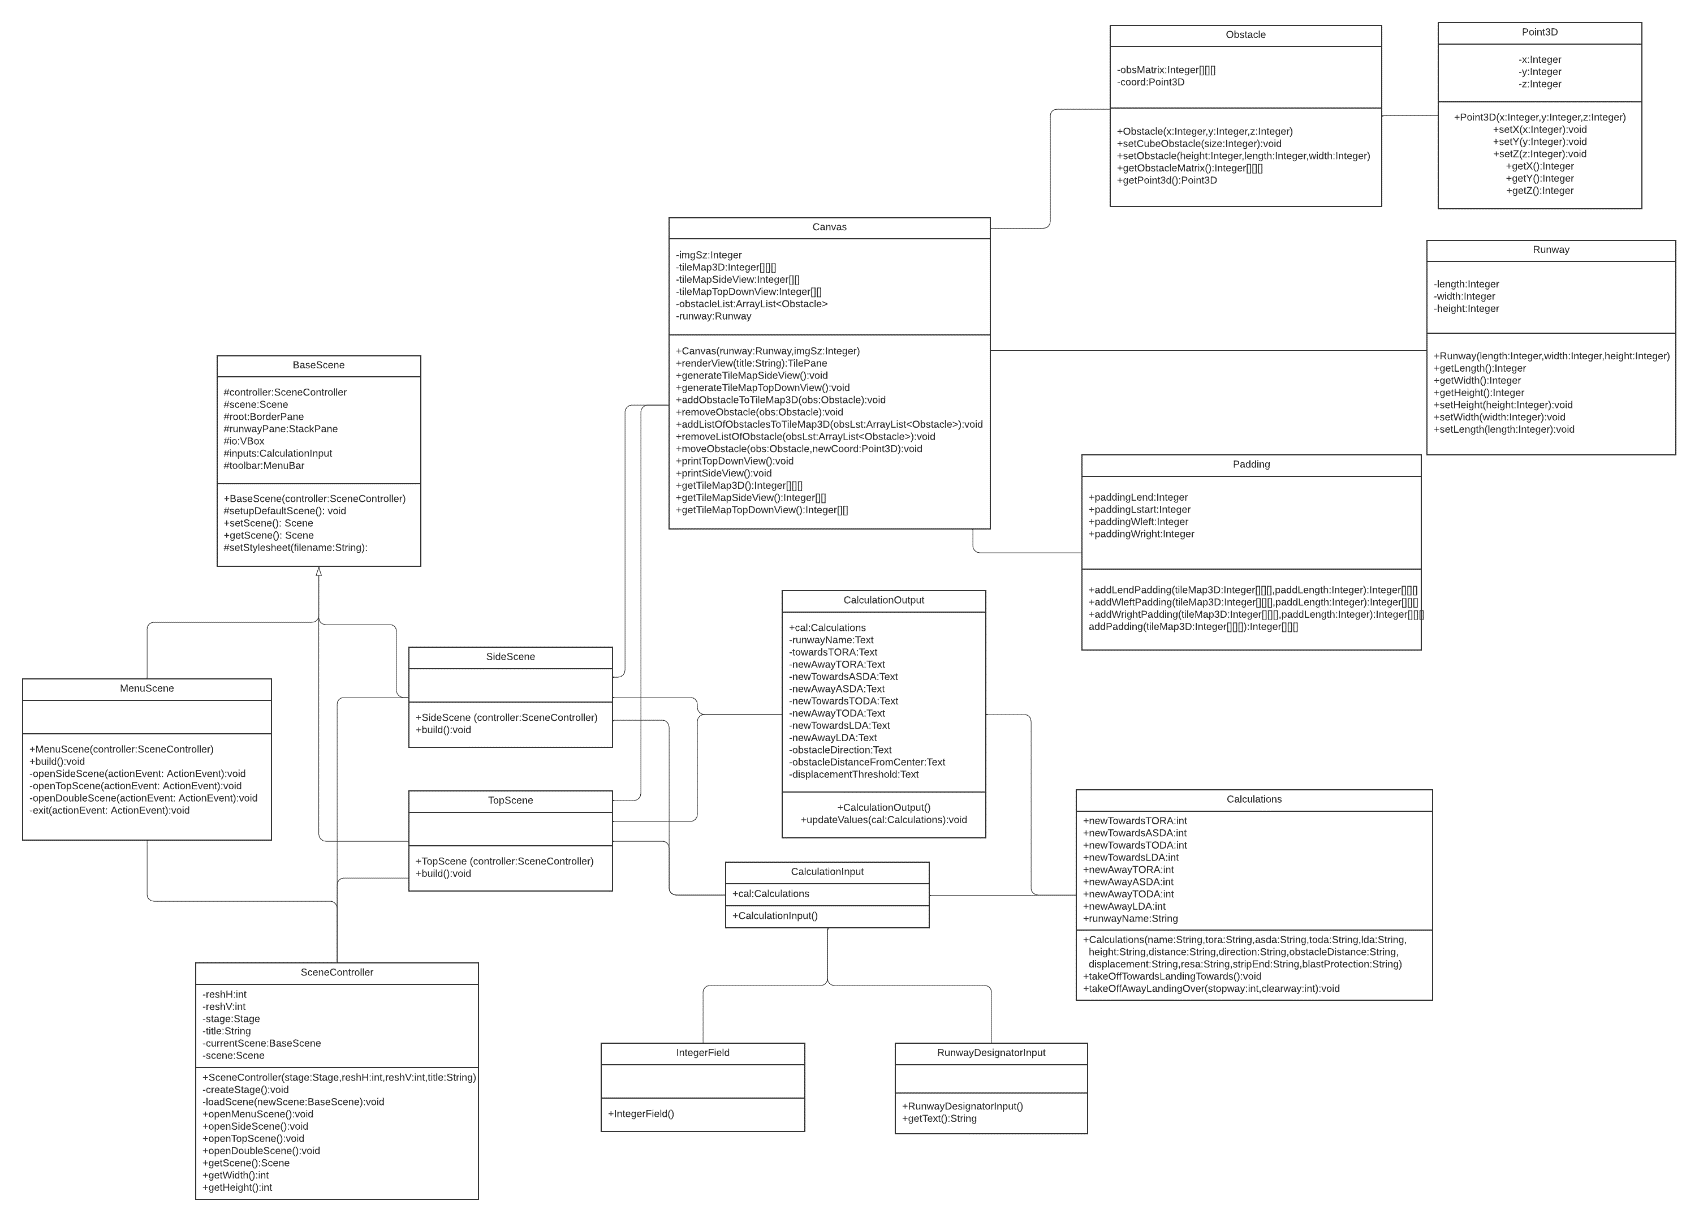 Obstacle
-obsMatrix:Integer[][][]
-coord:Point3D
+Obstacle(x:Integer,y:Integer,z:Integer)
+setCubeObstacle(size:Integer):void
+setObstacle(height:Integer,length:Integer,width:Integer)
+getObstacleMatrix():Integer[][][]
+getPoint3d():Point3D
Point3D
-x:Integer
-y:Integer
-z:Integer
+Point3D(x:Integer,y:Integer,z:Integer)
+setX(x:Integer):void
+setY(y:Integer):void
+setZ(z:Integer):void
+getX():Integer
+getY():Integer
+getZ():Integer
Canvas
-imgSz:Integer
-tileMap3D:Integer[][][]
-tileMapSideView:Integer[][]
-tileMapTopDownView:Integer[][]
-obstacleList:ArrayList<Obstacle>
-runway:Runway
+Canvas(runway:Runway,imgSz:Integer)
+renderView(title:String):TilePane
+generateTileMapSideView():void
+generateTileMapTopDownView():void
+addObstacleToTileMap3D(obs:Obstacle):void
+removeObstacle(obs:Obstacle):void
+addListOfObstaclesToTileMap3D(obsLst:ArrayList<Obstacle>):void
+removeListOfObstacle(obsLst:ArrayList<Obstacle>):void
+moveObstacle(obs:Obstacle,newCoord:Point3D):void
+printTopDownView():void
+printSideView():void
+getTileMap3D():Integer[][][]
+getTileMapSideView():Integer[][]
+getTileMapTopDownView():Integer[][]
Runway
-length:Integer
-width:Integer
-height:Integer
+Runway(length:Integer,width:Integer,height:Integer)
+getLength():Integer
+getWidth():Integer
+getHeight():Integer
+setHeight(height:Integer):void
+setWidth(width:Integer):void
+setLength(length:Integer):void
BaseScene
#controller:SceneController
#scene:Scene
#root:BorderPane
#runwayPane:StackPane
#io:VBox
#inputs:CalculationInput
#toolbar:MenuBar
+BaseScene(controller:SceneController)
#setupDefaultScene(): void
+setScene(): Scene
+getScene(): Scene
#setStylesheet(filename:String):
Padding
+paddingLend:Integer
+paddingLstart:Integer
+paddingWleft:Integer
+paddingWright:Integer
+addLendPadding(tileMap3D:Integer[][][],paddLength:Integer):Integer[][][]
+addWleftPadding(tileMap3D:Integer[][][],paddLength:Integer):Integer[][][]
+addWrightPadding(tileMap3D:Integer[][][],paddLength:Integer):Integer[][][]
addPadding(tileMap3D:Integer[][][]):Integer[][][]
CalculationOutput
+cal:Calculations
-runwayName:Text
-towardsTORA:Text
-newAwayTORA:Text
-newTowardsASDA:Text
-newAwayASDA:Text
-newTowardsTODA:Text
-newAwayTODA:Text
-newTowardsLDA:Text
-newAwayLDA:Text
-obstacleDirection:Text
-obstacleDistanceFromCenter:Text
-displacementThreshold:Text
+CalculationOutput()
+updateValues(cal:Calculations):void
SideScene
+SideScene (controller:SceneController)
+build():void
MenuScene
+MenuScene(controller:SceneController)
+build():void
-openSideScene(actionEvent: ActionEvent):void
-openTopScene(actionEvent: ActionEvent):void
-openDoubleScene(actionEvent: ActionEvent):void
-exit(actionEvent: ActionEvent):void
TopScene
+TopScene (controller:SceneController)
+build():void
Calculations
+newTowardsTORA:int
+newTowardsASDA:int
+newTowardsTODA:int
+newTowardsLDA:int
+newAwayTORA:int
+newAwayASDA:int
+newAwayTODA:int
+newAwayLDA:int
+runwayName:String
+Calculations(name:String,tora:String,asda:String,toda:String,lda:String,
height:String,distance:String,direction:String,obstacleDistance:String,
displacement:String,resa:String,stripEnd:String,blastProtection:String)
+takeOffTowardsLandingTowards():void
+takeOffAwayLandingOver(stopway:int,clearway:int):void
CalculationInput
+cal:Calculations
+CalculationInput()
SceneController
-reshH:int
-reshV:int
-stage:Stage
-title:String
-currentScene:BaseScene
-scene:Scene
+SceneController(stage:Stage,reshH:int,reshV:int,title:String)
-createStage():void
-loadScene(newScene:BaseScene):void
+openMenuScene():void
+openSideScene():void
+openTopScene():void
+openDoubleScene():void
+getScene():Scene
+getWidth():int
+getHeight():int
IntegerField
+IntegerField()
RunwayDesignatorInput
+RunwayDesignatorInput()
+getText():String